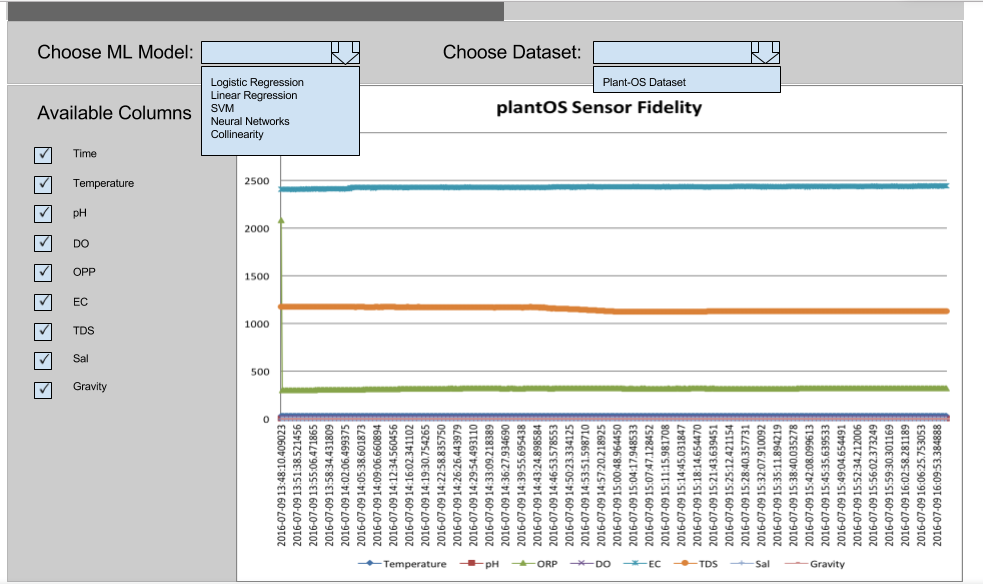 Choose ML Model:
Choose Dataset:
Logistic Regression
Linear Regression
SVM
Neural Networks
Collinearity
Plant-OS Dataset
Available Columns
Time
Temperature
pH
DO
OPP
EC
TDS
Sal
Gravity
plantOS Sensor Fidelity
2500
2000
1500
1000
500
0
2016-07-09 13:48:10.409023
2016-07-09 13:51:38.521456
2016-07-09 13:55:06.471865
2016-07-09 13:58:34.431809
2016-07-09 14:02:06.499375
2016-07-09 14:05:38.601873
2016-07-09 14:09:06.660894
2016-07-09 14:12:34.560456
2016-07-09 14:16:02.341102
2016-07-09 14:19:30.754265
2016-07-09 14:22:58.835750
2016-07-09 14:26:26.443979
2016-07-09 14:29:54.493110
2016-07-09 14:33:09.218389
2016-07-09 14:36:27.934690
2016-07-09 14:39:55.695438
2016-07-09 14:43:24.898584
2016-07-09 14:46:53.578553
2016-07-09 14:50:23.334125
2016-07-09 14:53:51.598710
2016-07-09 14:57:20.218925
2016-07-09 15:00:48.964450
2016-07-09 15:04:17.948533
2016-07-09 15:07:47.128452
2016-07-09 15:11:15.981708
2016-07-09 15:14:45.031847
2016-07-09 15:18:14.654470
2016-07-09 15:21:43.639451
2016-07-09 15:25:12.421154
2016-07-09 15:28:40.357731
2016-07-09 15:32:07.910092
2016-07-09 15:35:11.894219
2016-07-09 15:38:40.035278
2016-07-09 15:42:08.099613
2016-07-09 15:45:35.639533
2016-07-09 15:49:04.654491
2016-07-09 15:52:34.212006
2016-07-09 15:56:02.373249
2016-07-09 15:59:30.301169
2016-07-09 16:02:58.281189
2016-07-09 16:06:25.753053
2016-07-09 16:09:53.384888
Temperature pH ORP DO EC TDS Sal Gravity